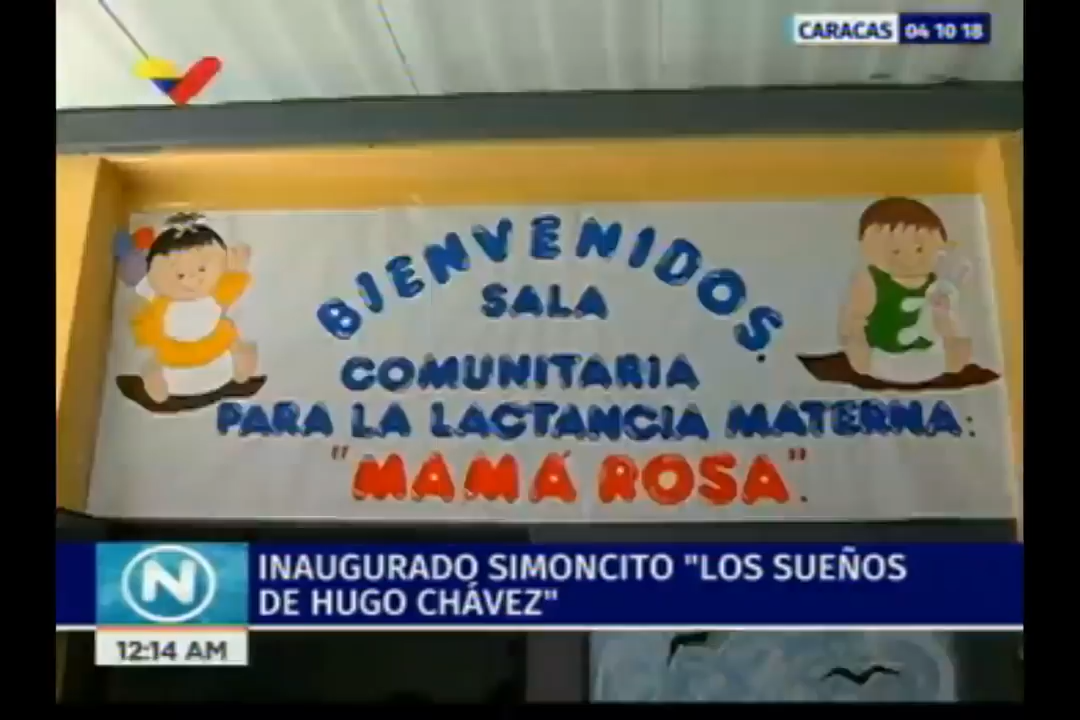 CARACAS 04 10 18
BIENVENIDOS
SALA
COMUNITARIA
PARA LA LACTANCIA MATERNA:
"MAMÁ ROSA".
N
INAUGURADO SIMONCITO "LOS SUEÑOS
DE HUGO CHÁVEZ"
12:14 AM